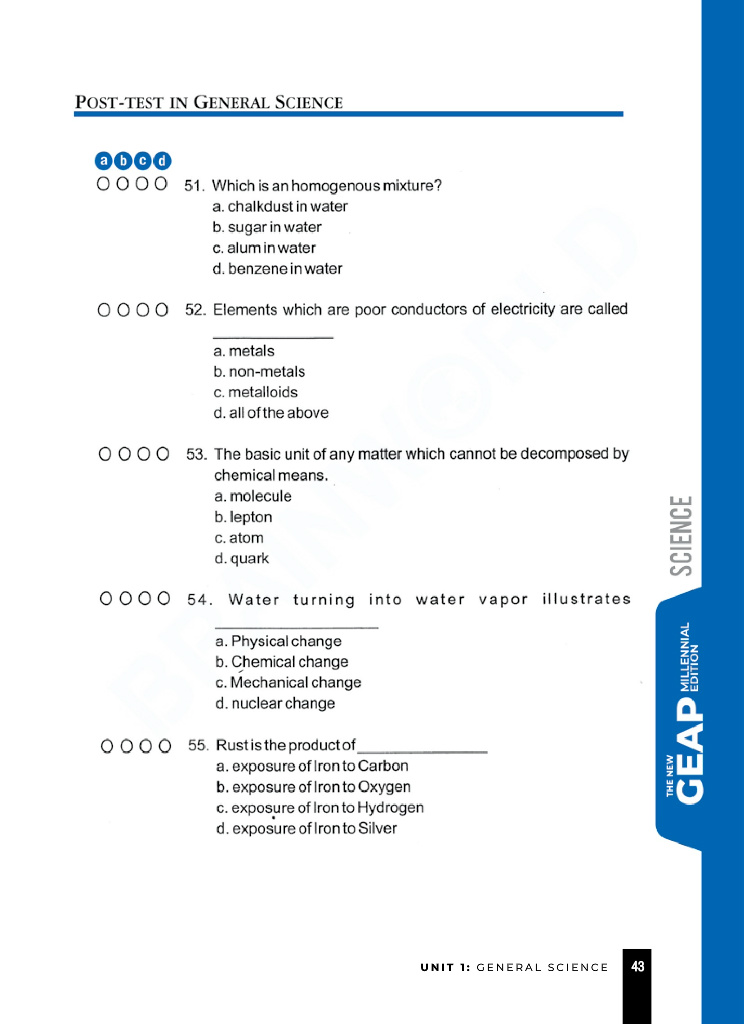 POST-TEST IN GENERAL SCIENCE
a b c d
51. Which is an homogenous mixture?
a. chalkdust in water
b. sugar in water
c. alum in water
d. benzene in water
52. Elements which are poor conductors of electricity are called
a. metals
b. non-metals
c. metalloids
d. all of the above
53. The basic unit of any matter which cannot be decomposed by
chemical means.
a. molecule
b. lepton
c. atom
d. quark
54. Water turning into water vapor illustrates
a. Physical change
b. Chemical change
c. Mechanical change
d. nuclear change
55. Rust is the product of
a. exposure of Iron to Carbon
b. exposure of Iron to Oxygen
c. exposure of Iron to Hydrogen
d. exposure of Iron to Silver
SCIENCE
THE NEW
GEAP
MILLENNIAL
EDITION
UNIT 1: GENERAL SCIENCE
43
BRAINWORLD